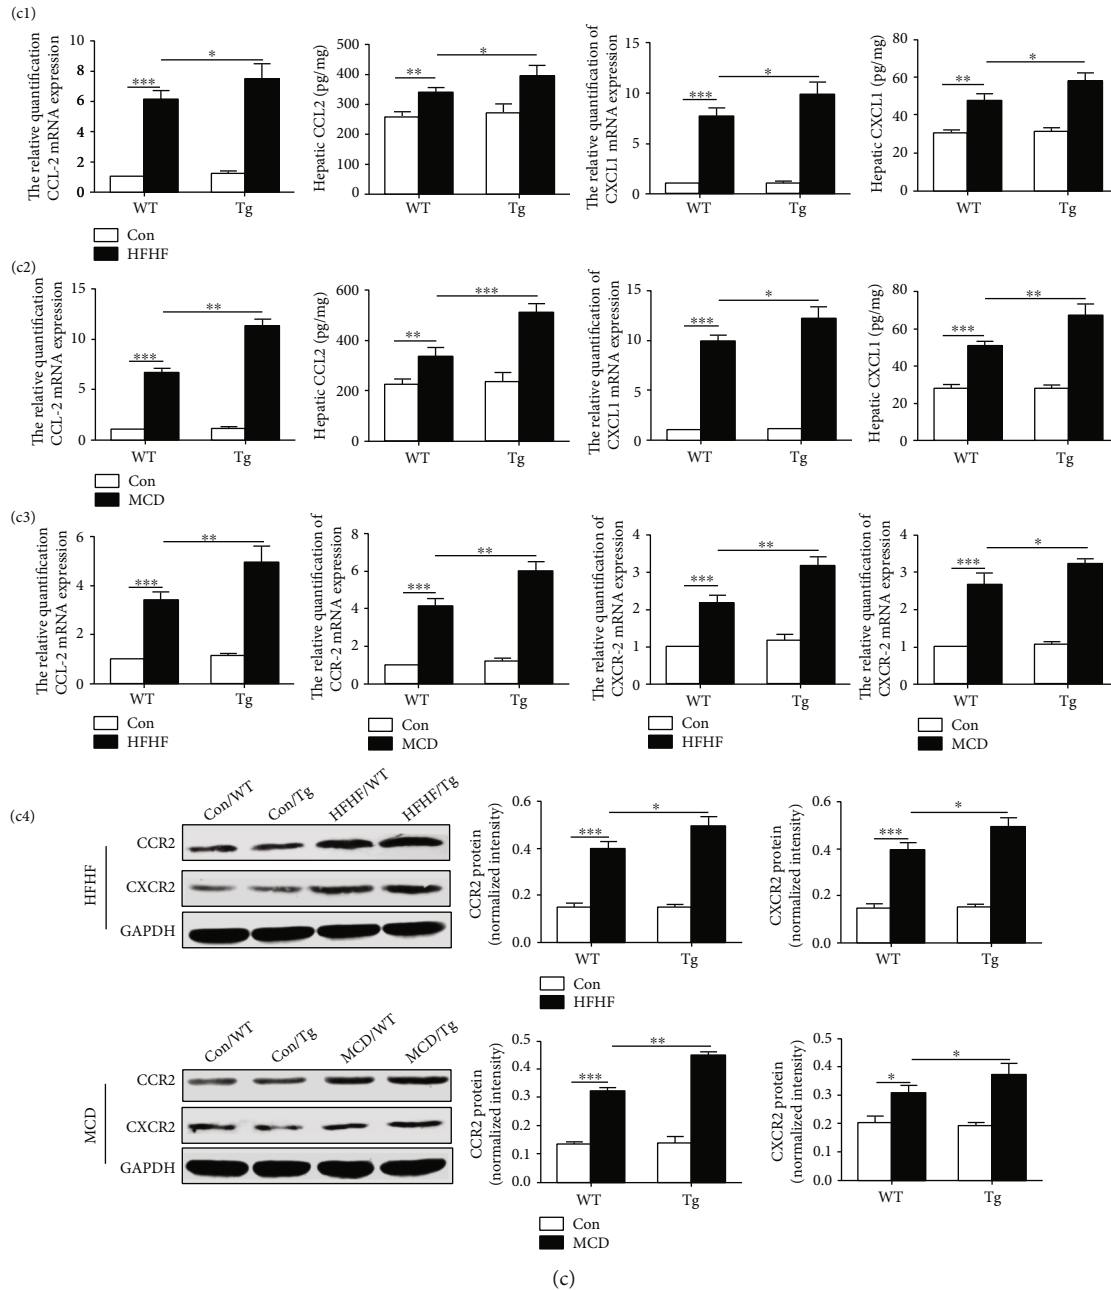 (c1)
The relative quantification
CCL-2 mRNA expression
10
8
6
4
2
0
***
*
WT
Tg
Con
HFHF
Hepatic CCL2 (pg/mg)
500
400
300
200
100
0
**
*
WT
Tg
The relative quantification of
CXCL1 mRNA expression
15
10
5
0
***
*
WT
Tg
Hepatic CXCL1 (pg/mg)
80
60
40
20
0
**
*
WT
Tg
(c2)
The relative quantification
CCL-2 mRNA expression
15
10
5
0
***
**
WT
Tg
Con
MCD
Hepatic CCL2 (pg/mg)
600
400
200
0
**
***
WT
Tg
The relative quantification of
CXCL1 mRNA expression
15
10
5
0
***
*
WT
Tg
Hepatic CXCL1 (pg/mg)
80
60
40
20
0
***
**
WT
Tg
(c3)
The relative quantification
CCL-2 mRNA expression
6
4
2
0
***
**
WT
Tg
Con
HFHF
The relative quantification of
CCR-2 mRNA expression
8
6
4
2
0
***
**
WT
Tg
Con
MCD
The relative quantification of
CXCR-2 mRNA expression
4
3
2
1
0
***
**
WT
Tg
Con
HFHF
The relative quantification of
CXCR-2 mRNA expression
4
3
2
1
0
***
*
WT
Tg
Con
MCD
(c4)
HFHF
Con/WT
Con/Tg
HFHF/WT
HFHF/Tg
CCR2
CXCR2
GAPDH
CCR2 protein
(normalized intensity)
0.6
0.4
0.2
0.0
***
*
WT
Tg
Con
HFHF
CXCR2 protein
(normalized intensity)
0.6
0.4
0.2
0.0
***
*
WT
Tg
MCD
Con/WT
Con/Tg
MCD/WT
MCD/Tg
CCR2
CXCR2
GAPDH
CCR2 protein
(normalized intensity)
0.5
0.4
0.3
0.2
0.1
0.0
***
**
WT
Tg
Con
MCD
CXCR2 protein
(normalized intensity)
0.5
0.4
0.3
0.2
0.1
0.0
*
*
WT
Tg
(c)